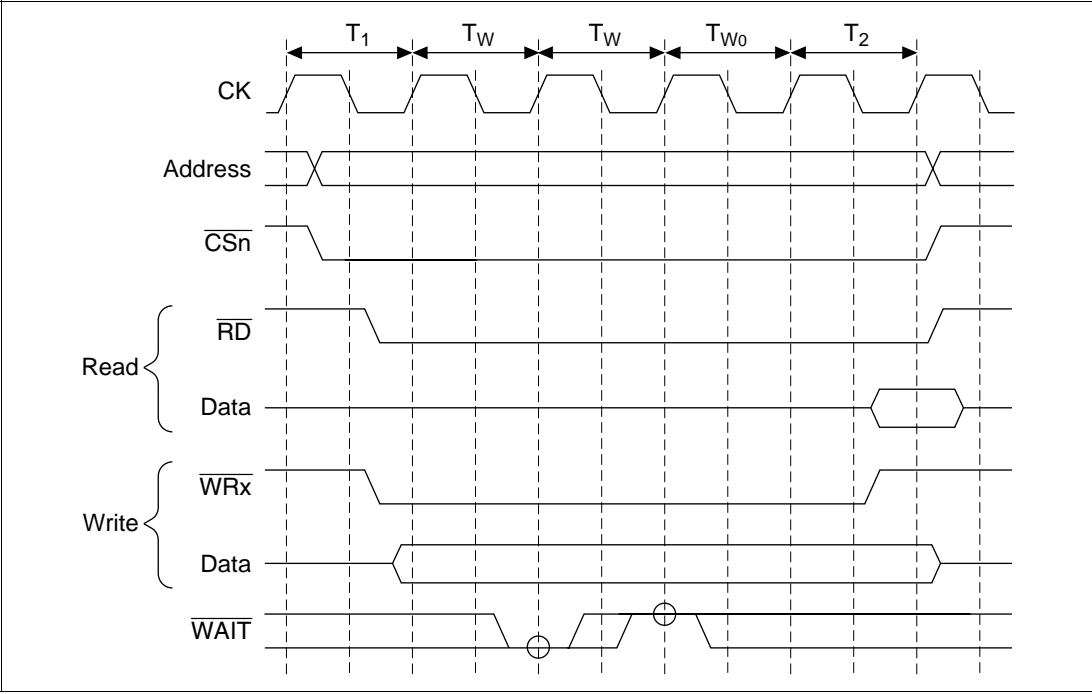 T1 TW TW TW0 T2
CK
Address
CSn
RD
Read
Data
WRx
Write
Data
WAIT